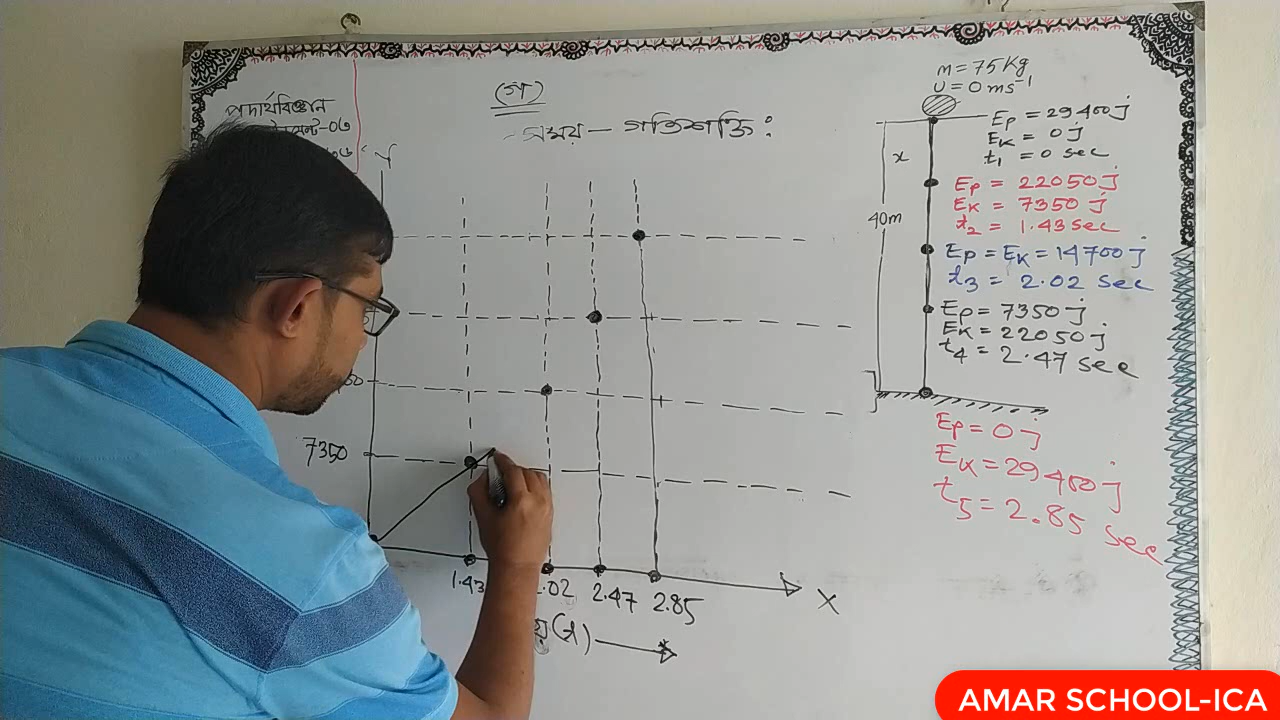 পদার্থবিজ্ঞান
-০৩
(গ)
সময় – গতিশক্তি :
Y
7350
1.43
2.02 2.47 2.85
X
m = 75 Kg
U = 0 ms⁻¹
Ep = 29400 j
Ek = 0 j
t₁ = 0 sec
x
Ep = 22050 j
Ek = 7350 j
t₂ = 1.43 sec
40m
Ep = Ek = 14700 j
t₃ = 2.02 sec
Ep = 7350 j
Ek = 22050 j
t₄ = 2.47 sec
Ep = 0 j
Ek = 29400 j
t5 = 2.85 sec
AMAR SCHOOL-ICA